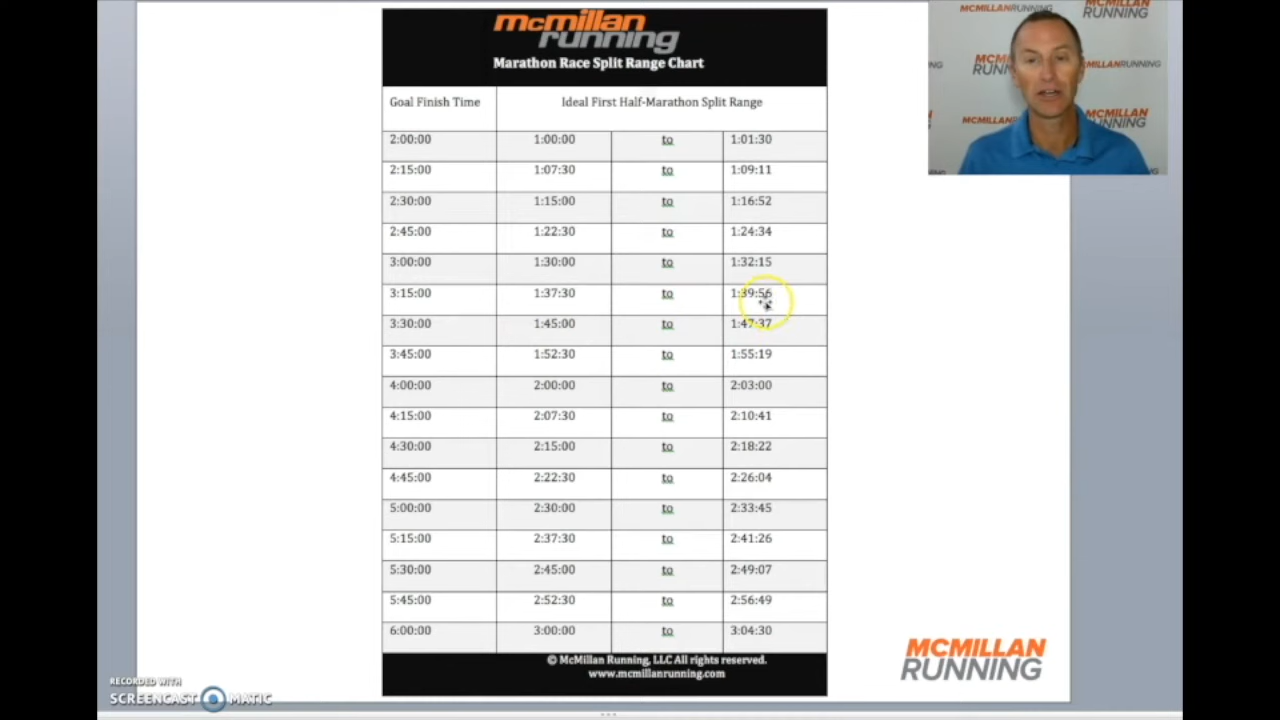 mcmillan
running
Marathon Race Split Range Chart
Goal Finish Time Ideal First Half-Marathon Split Range
2:00:00 1:00:00 to 1:01:30
2:15:00 1:07:30 to 1:09:11
2:30:00 1:15:00 to 1:16:52
2:45:00 1:22:30 to 1:24:34
3:00:00 1:30:00 to 1:32:15
3:15:00 1:37:30 to 1:39:56
3:30:00 1:45:00 to 1:47:37
3:45:00 1:52:30 to 1:55:19
4:00:00 2:00:00 to 2:03:00
4:15:00 2:07:30 to 2:10:41
4:30:00 2:15:00 to 2:18:22
4:45:00 2:22:30 to 2:26:04
5:00:00 2:30:00 to 2:33:45
5:15:00 2:37:30 to 2:41:26
5:30:00 2:45:00 to 2:49:07
5:45:00 2:52:30 to 2:56:49
6:00:00 3:00:00 to 3:04:30
© McMillan Running, LLC All rights reserved.
www.mcmillanrunning.com
MCMILLANRUNNING
MCMILLAN
RUNNING
MCMILLAN
RUNNING
RECORDED WITH
SCREENCAST MATIC